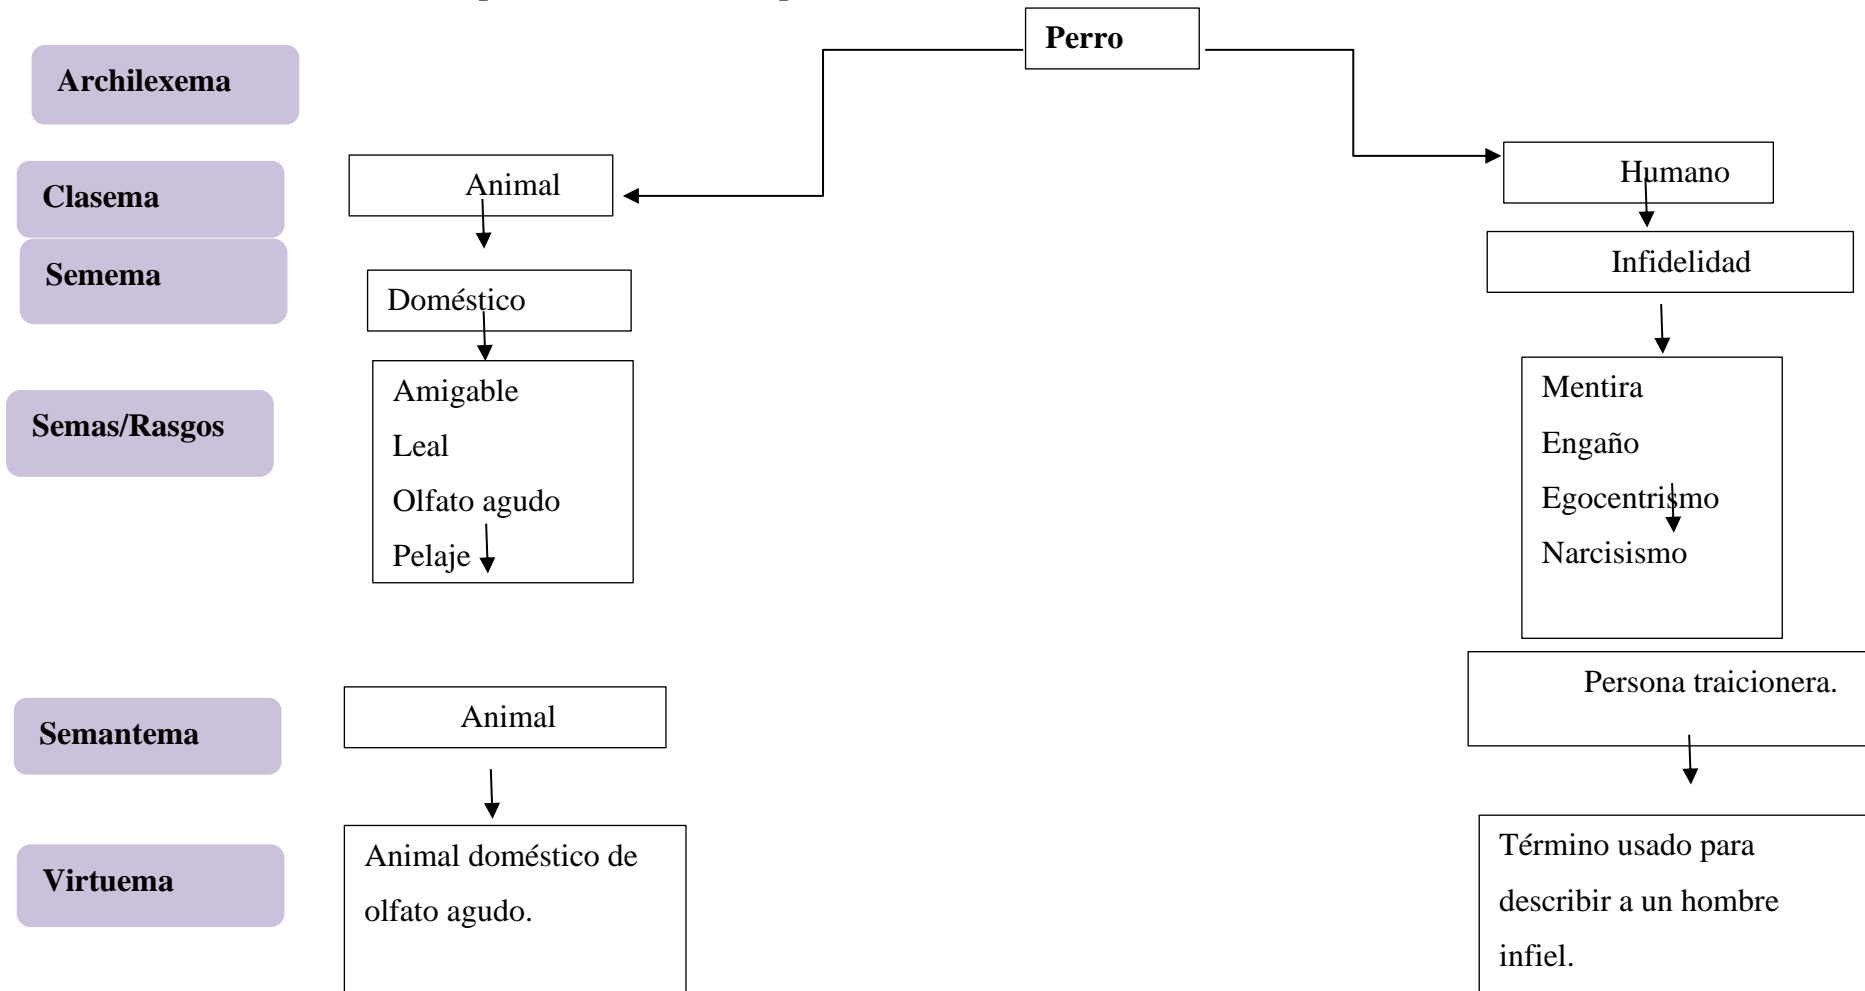 Perro
Archilexema
Clasema
Animal
Humano
Semema
Doméstico
Infidelidad
Semas/Rasgos
Amigable
Leal
Olfato agudo
Pelaje
Mentira
Engaño
Egocentrismo
Narcisismo
Semantema
Animal
Persona traicionera.
Virtuema
Animal doméstico de
olfato agudo.
Término usado para
describir a un hombre
infiel.